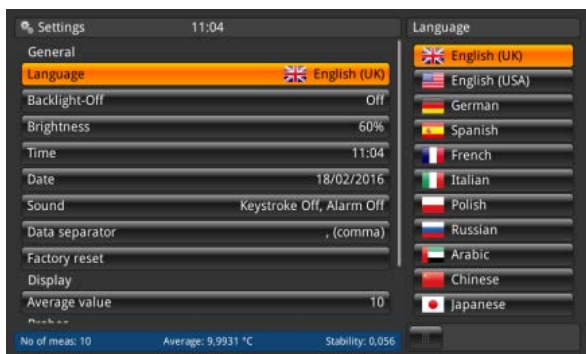 Settings 11:04
General
Language English (UK)
Backlight-Off Off
Brightness 60%
Time 11:04
Date 18/02/2016
Sound Keystroke Off, Alarm Off
Data separator , (comma)
Factory reset
Display
Average value 10
Probes
No of meas: 10 Average: 9,9931 °C Stability: 0,056
Language
English (UK)
English (USA)
German
Spanish
French
Italian
Polish
Russian
Arabic
Chinese
Japanese